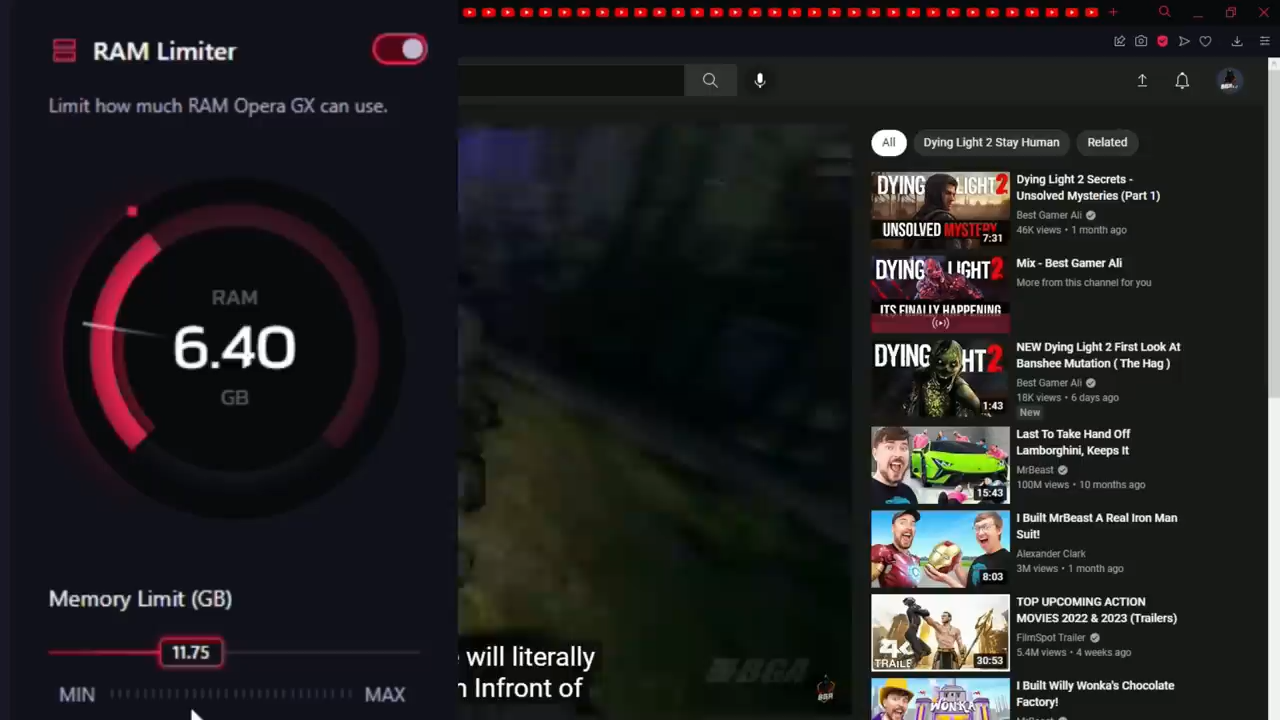 RAM Limiter
Limit how much RAM Opera GX can use.
RAM
6.40
GB
Memory Limit (GB)
11.75
MIN
MAX
will literally
Infront of
BGA
All
Dying Light 2 Stay Human
Related
DYING LIGHT 2
UNSOLVED MYSTERY
7:31
Dying Light 2 Secrets -
Unsolved Mysteries (Part 1)
Best Gamer Ali
46K views • 1 month ago
DYING LIGHT 2
ITS FINALLY HAPPENING
Mix - Best Gamer Ali
More from this channel for you
DYING HT2
1:43
NEW Dying Light 2 First Look At
Banshee Mutation ( The Hag )
Best Gamer Ali
18K views • 6 days ago
New
15:43
Last To Take Hand Off
Lamborghini, Keeps It
MrBeast
100M views • 10 months ago
8:03
I Built MrBeast A Real Iron Man
Suit!
Alexander Clark
3M views • 1 month ago
4K
TRAILE
30:53
TOP UPCOMING ACTION
MOVIES 2022 & 2023 (Trailers)
FilmSpot Trailer
5.4M views • 4 weeks ago
WONKA
I Built Willy Wonka's Chocolate
Factory!